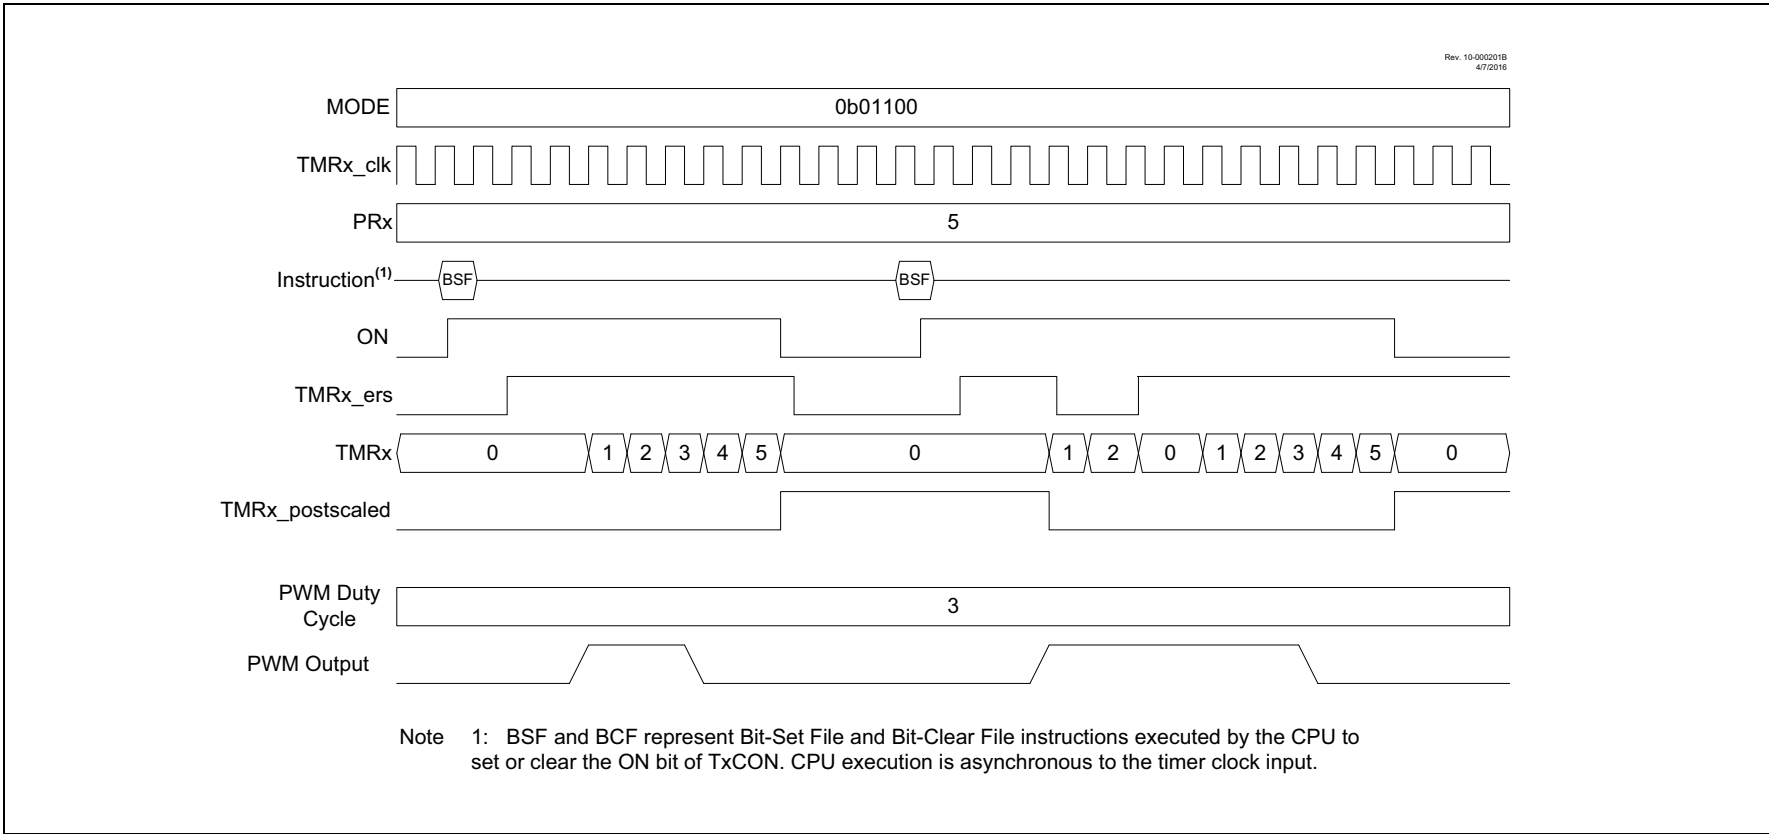 Rev. 10-000201B
4/7/2016
MODE 0b01100
TMRx_clk
PRx 5
Instruction(1) BSF BSF
ON
TMRx_ers
TMRx 0 1 2 3 4 5 0 1 2 0 1 2 3 4 5 0
TMRx_postscaled
PWM Duty
Cycle 3
PWM Output
Note 1: BSF and BCF represent Bit-Set File and Bit-Clear File instructions executed by the CPU to
set or clear the ON bit of TxCON. CPU execution is asynchronous to the timer clock input.